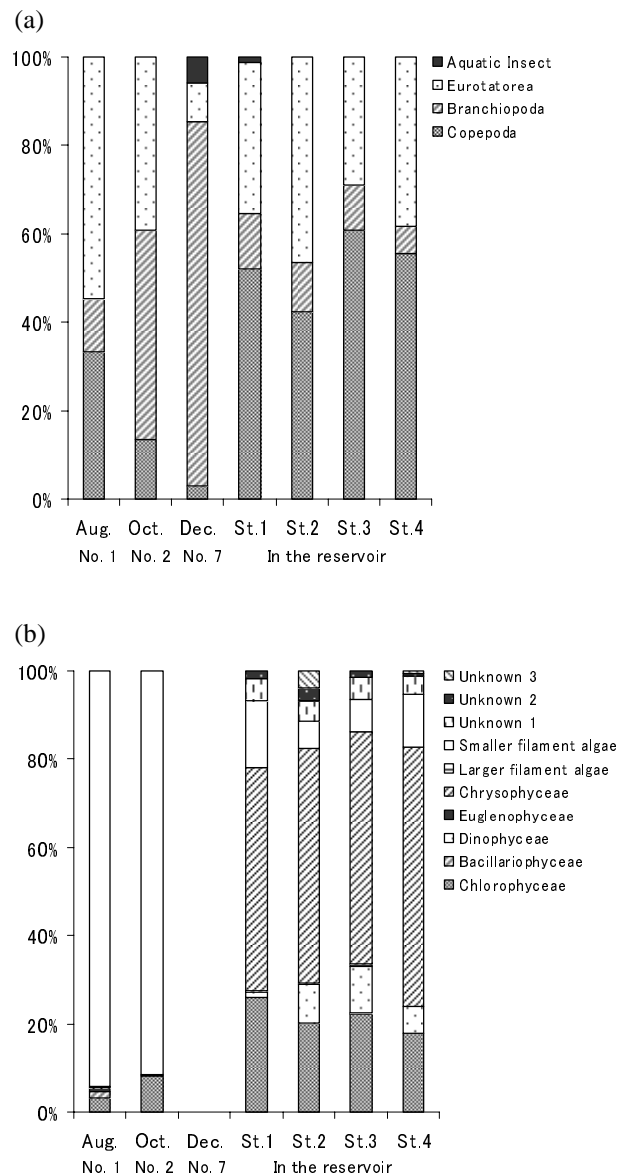 (a)
100%
80%
60%
40%
20%
0%
Aquatic Insect
Eurotatorea
Branchiopoda
Copepoda
Aug. Oct. Dec. St.1 St.2 St.3 St.4
No. 1 No. 2 No. 7 In the reservoir
(b)
100%
80%
60%
40%
20%
0%
Unknown 3
Unknown 2
Unknown 1
Smaller filament algae
Larger filament algae
Chrysophyceae
Euglenophyceae
Dinophyceae
Bacillariophyceae
Chlorophyceae
Aug. Oct. Dec. St.1 St.2 St.3 St.4
No. 1 No. 2 No. 7 In the reservoir